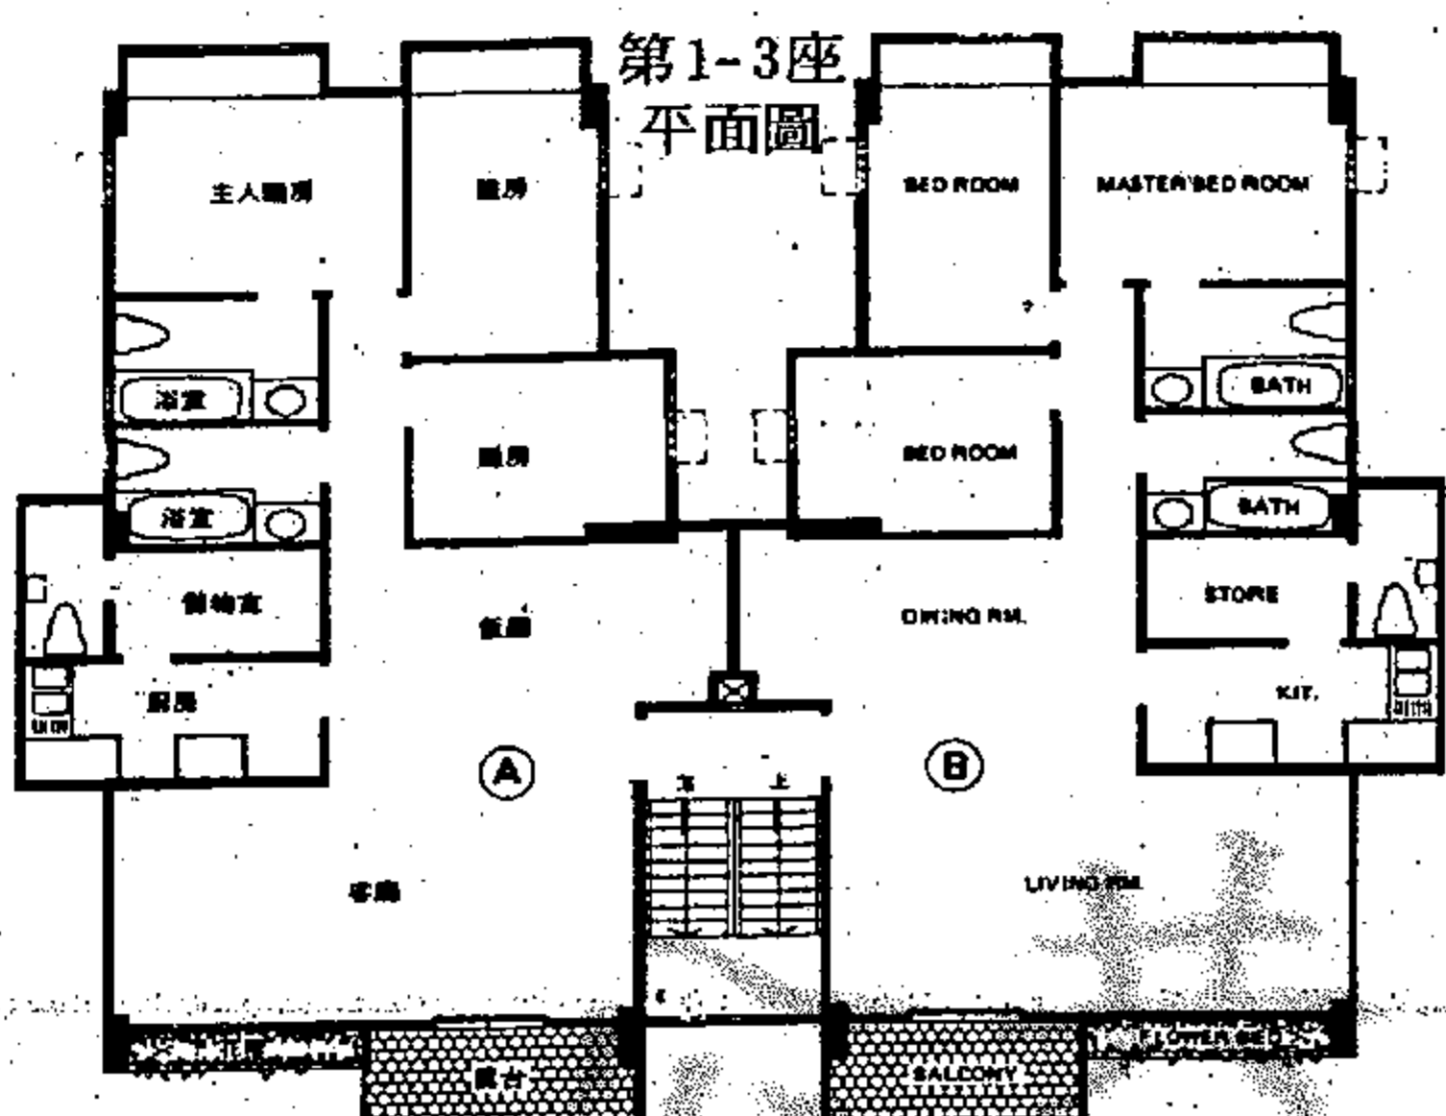 第1-3座
平面圖
主人睡房
睡房
BED ROOM
MASTER BED ROOM
浴室
BATH
睡房
BED ROOM
浴室
BATH
儲物室
STORE
飯廳
DINING RM.
廚房
KIT.
A
B
上
客廳
LIVING RM.
露台
BALCONY
FLOWER BED